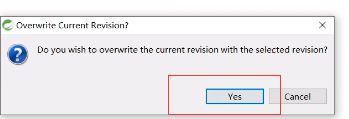 Overwrite Current Revision?
Do you wish to overwrite the current revision with the selected revision?
Yes
Cancel